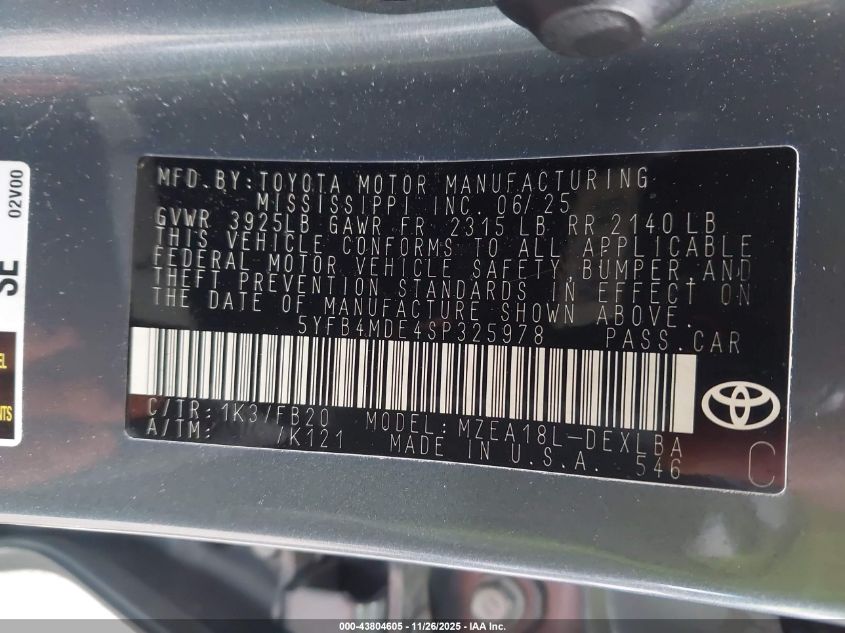 MFD.BY:TOYOTA MOTOR MANUFACTURING
MISSISSIPPI INC 06/25
GVWR 3925LB GAWR FR 2315 LB RR 2140 LB
THIS VEHICLE CONFORMS TO ALL APPLICABLE
FEDERAL MOTOR VEHICLE SAFETY, BUMPER, AND
THEFT PREVENTION STANDARDS IN EFFECT ON
THE DATE OF MANUFACTURE SHOWN ABOVE.
5YFB4MDE4SP325978 PASS.CAR
C/TR: 1K3/FB20 MODEL: MZEA18L-DEXLBA
A/TM: /K121 MADE IN U.S.A. 546
C
02V00
SE
000-43804605 - 11/26/2025 - IAA Inc.